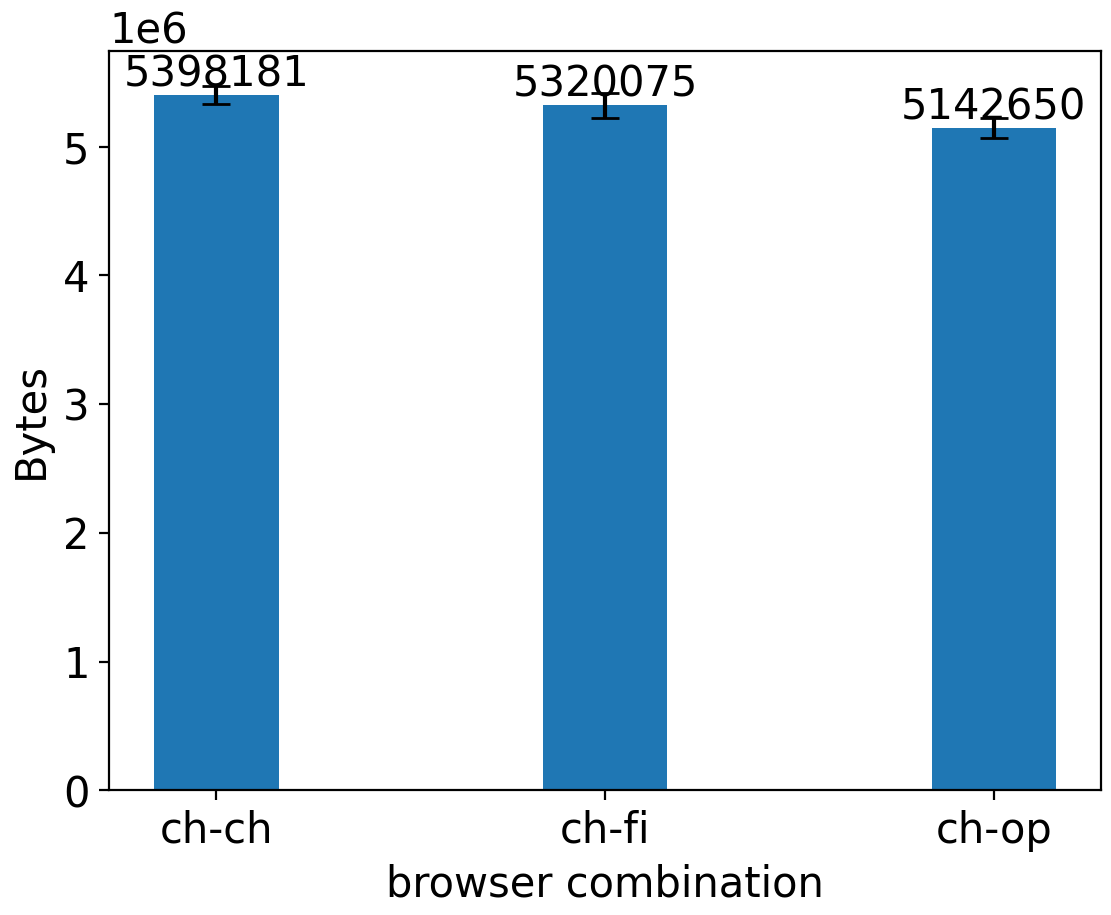 1e6
5398181
5320075
5142650
5
4
3
2
1
0
Bytes
ch-ch
ch-fi
ch-op
browser combination